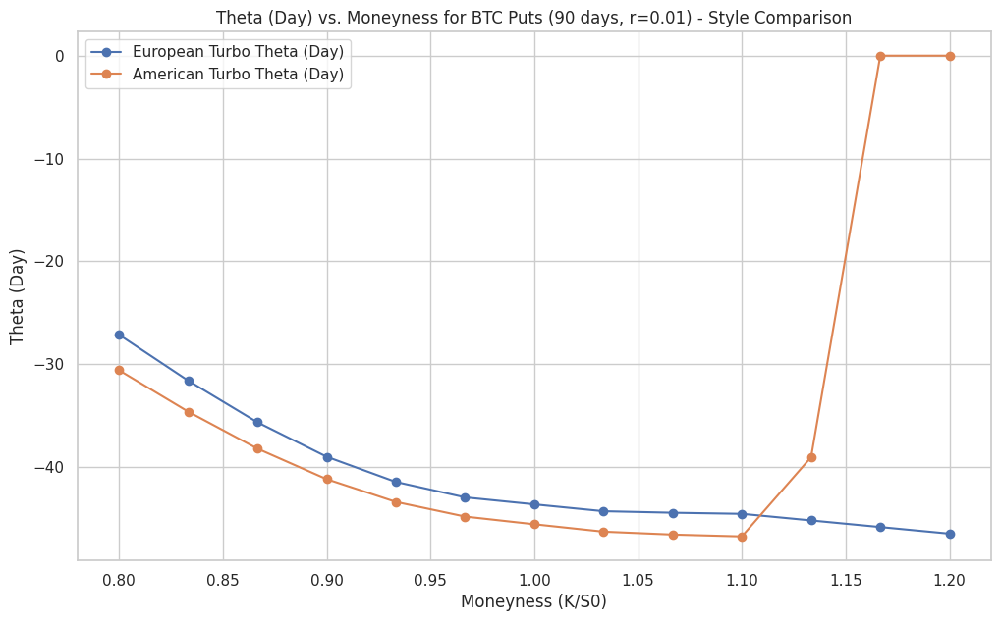 Theta (Day) vs. Moneyness for BTC Puts (90 days, r=0.01) - Style Comparison
European Turbo Theta (Day)
American Turbo Theta (Day)
Theta (Day)
0
−10
−20
−30
−40
0.80 0.85 0.90 0.95 1.00 1.05 1.10 1.15 1.20
Moneyness (K/S0)